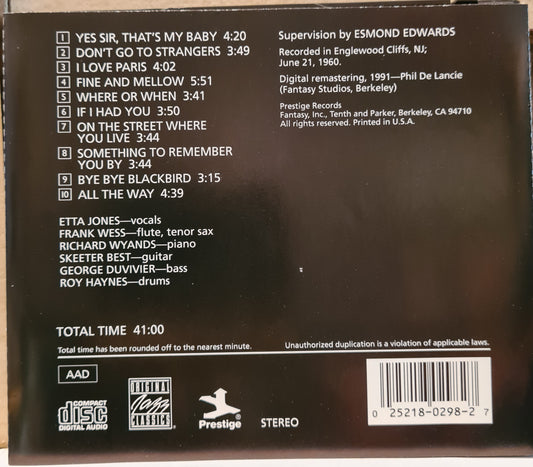 1 YES SIR, THAT'S MY BABY 4:20
2 DON'T GO TO STRANGERS 3:49
3 I LOVE PARIS 4:02
4 FINE AND MELLOW 5:51
5 WHERE OR WHEN 3:41
6 IF I HAD YOU 3:50
7 ON THE STREET WHERE
YOU LIVE 3:44
8 SOMETHING TO REMEMBER
YOU BY 3:44
9 BYE BYE BLACKBIRD 3:15
10 ALL THE WAY 4:39
ETTA JONES—vocals
FRANK WESS—flute, tenor sax
RICHARD WYANDS—piano
SKEETER BEST—guitar
GEORGE DUVIVIER—bass
ROY HAYNES—drums
TOTAL TIME 41:00
Total time has been rounded off to the nearest minute.
Supervision by ESMOND EDWARDS
Recorded in Englewood Cliffs, NJ;
June 21, 1960.
Digital remastering, 1991—Phil De Lancie
(Fantasy Studios, Berkeley)
Prestige Records
Fantasy, Inc., Tenth and Parker, Berkeley, CA 94710
All rights reserved. Printed in U.S.A.
Unauthorized duplication is a violation of applicable laws.
AAD
COMPACT
disc
DIGITAL AUDIO
ORIGINAL
Jazz
CLASSICS
Prestige
STEREO
0 25218-0298-2 7